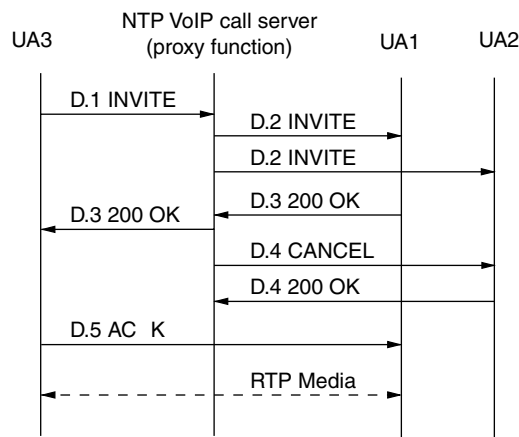 NTP VoIP call server
(proxy function)
UA3
UA1
UA2
D.1 INVITE
D.2 INVITE
D.2 INVITE
D.3 200 OK
D.3 200 OK
D.4 CANCEL
D.4 200 OK
D.5 AC K
RTP Media